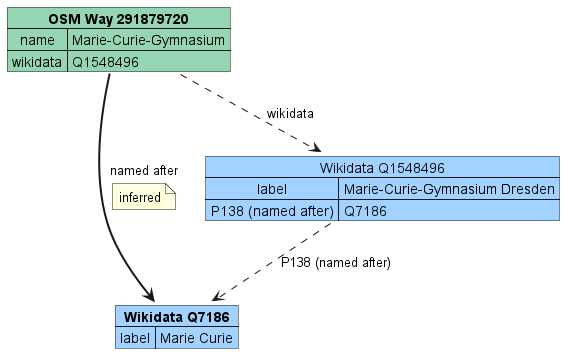 OSM Way 291879720
name Marie-Curie-Gymnasium
wikidata Q1548496
wikidata
Wikidata Q1548496
label Marie-Curie-Gymnasium Dresden
P138 (named after) Q7186
named after
inferred
P138 (named after)
Wikidata Q7186
label Marie Curie